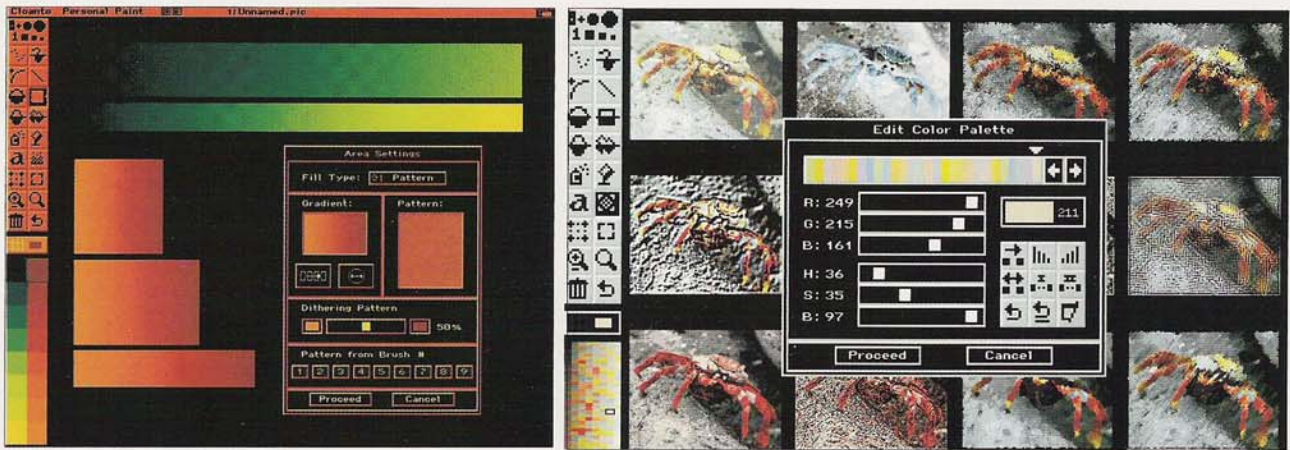 Cloanto Personal Paint
1:Unnamed.pic
1
a
Area Settings
Fill Type: Pattern
Gradient: Pattern:
Dithering Pattern
50%
Pattern from Brush #
1 2 3 4 5 6 7 8 9
Proceed Cancel
1
a
Edit Color Palette
R: 249
211
G: 215
B: 161
H: 36
S: 35
B: 97
Proceed Cancel